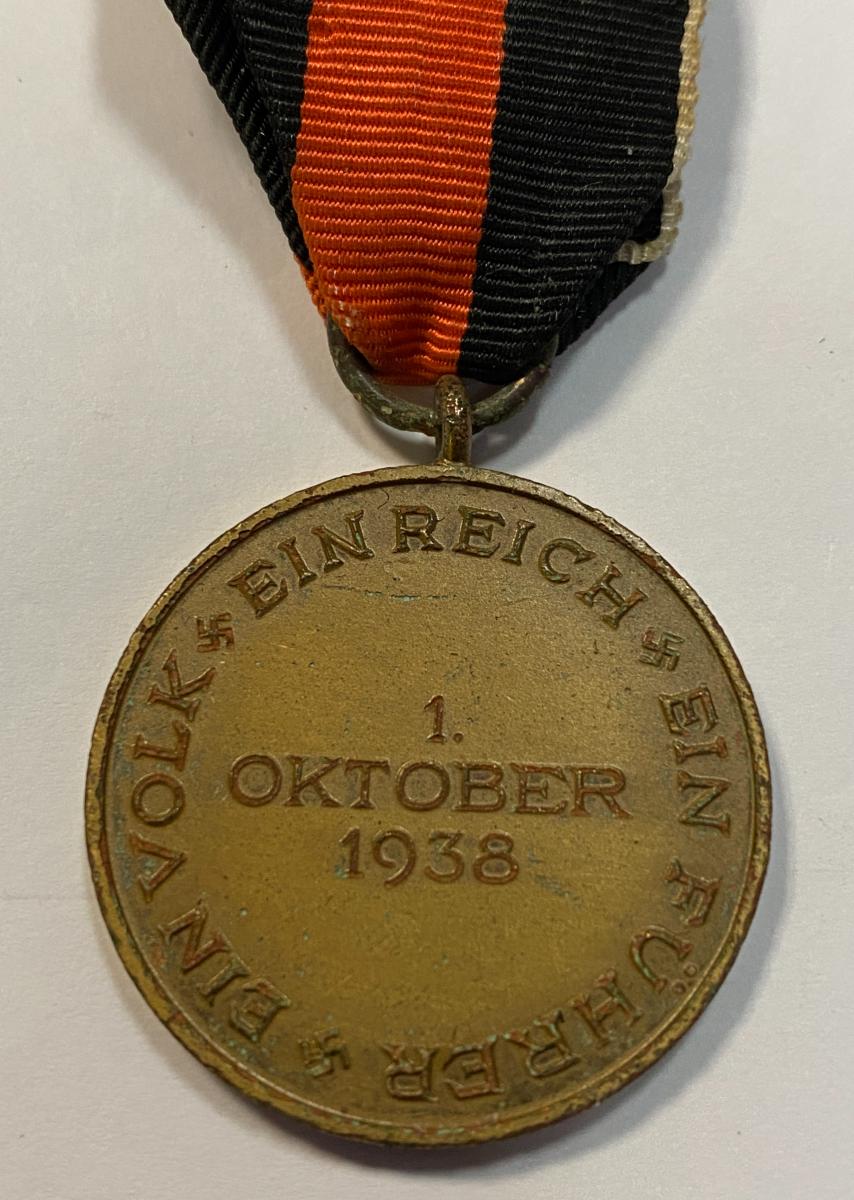 EIN VOLK EIN REICH EIN FÜHRER
1.
OKTOBER
1938